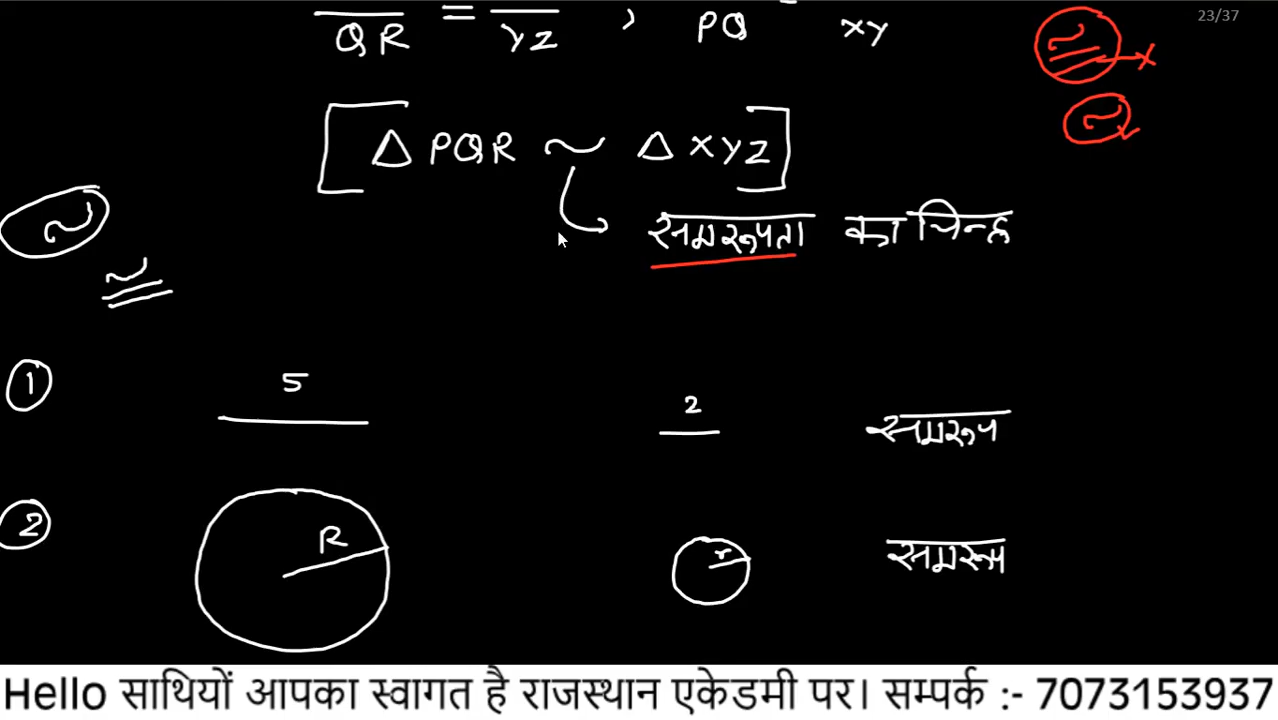 23/37
QR = YZ , PQ = XY
≅ x
~
[ Δ PQR ~ Δ XYZ ]
~ समरूपता का चिन्ह
≅
① 5 2 समरूप
② R r समरूप
Hello साथियों आपका स्वागत है राजस्थान एकेडमी पर। सम्पर्क :- 7073153937